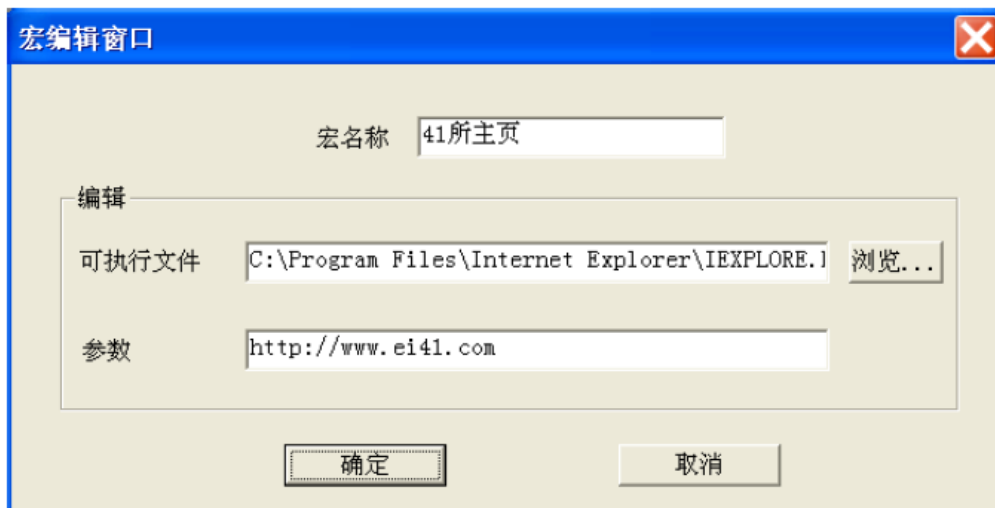 宏编辑窗口
宏名称 41所主页
编辑
可执行文件 C:\Program Files\Internet Explorer\IEXPLORE. 浏览...
参数 http://www.ei41.com
确定 取消